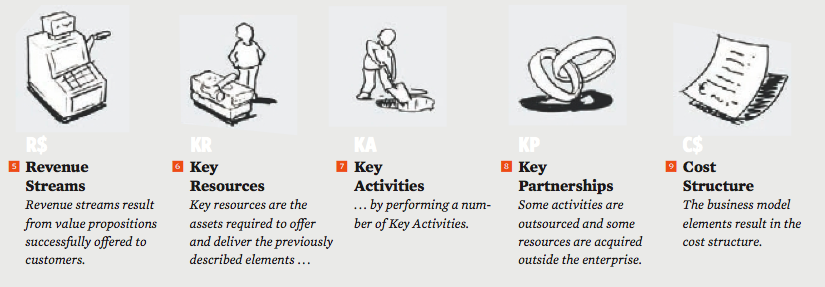 R$
5 Revenue
Streams
Revenue streams result
from value propositions
successfully offered to
customers.
KR
6 Key
Resources
Key resources are the
assets required to offer
and deliver the previously
described elements ...
KA
7 Key
Activities
... by performing a num-
ber of Key Activities.
KP
8 Key
Partnerships
Some activities are
outsourced and some
resources are acquired
outside the enterprise.
C$
9 Cost
Structure
The business model
elements result in the
cost structure.